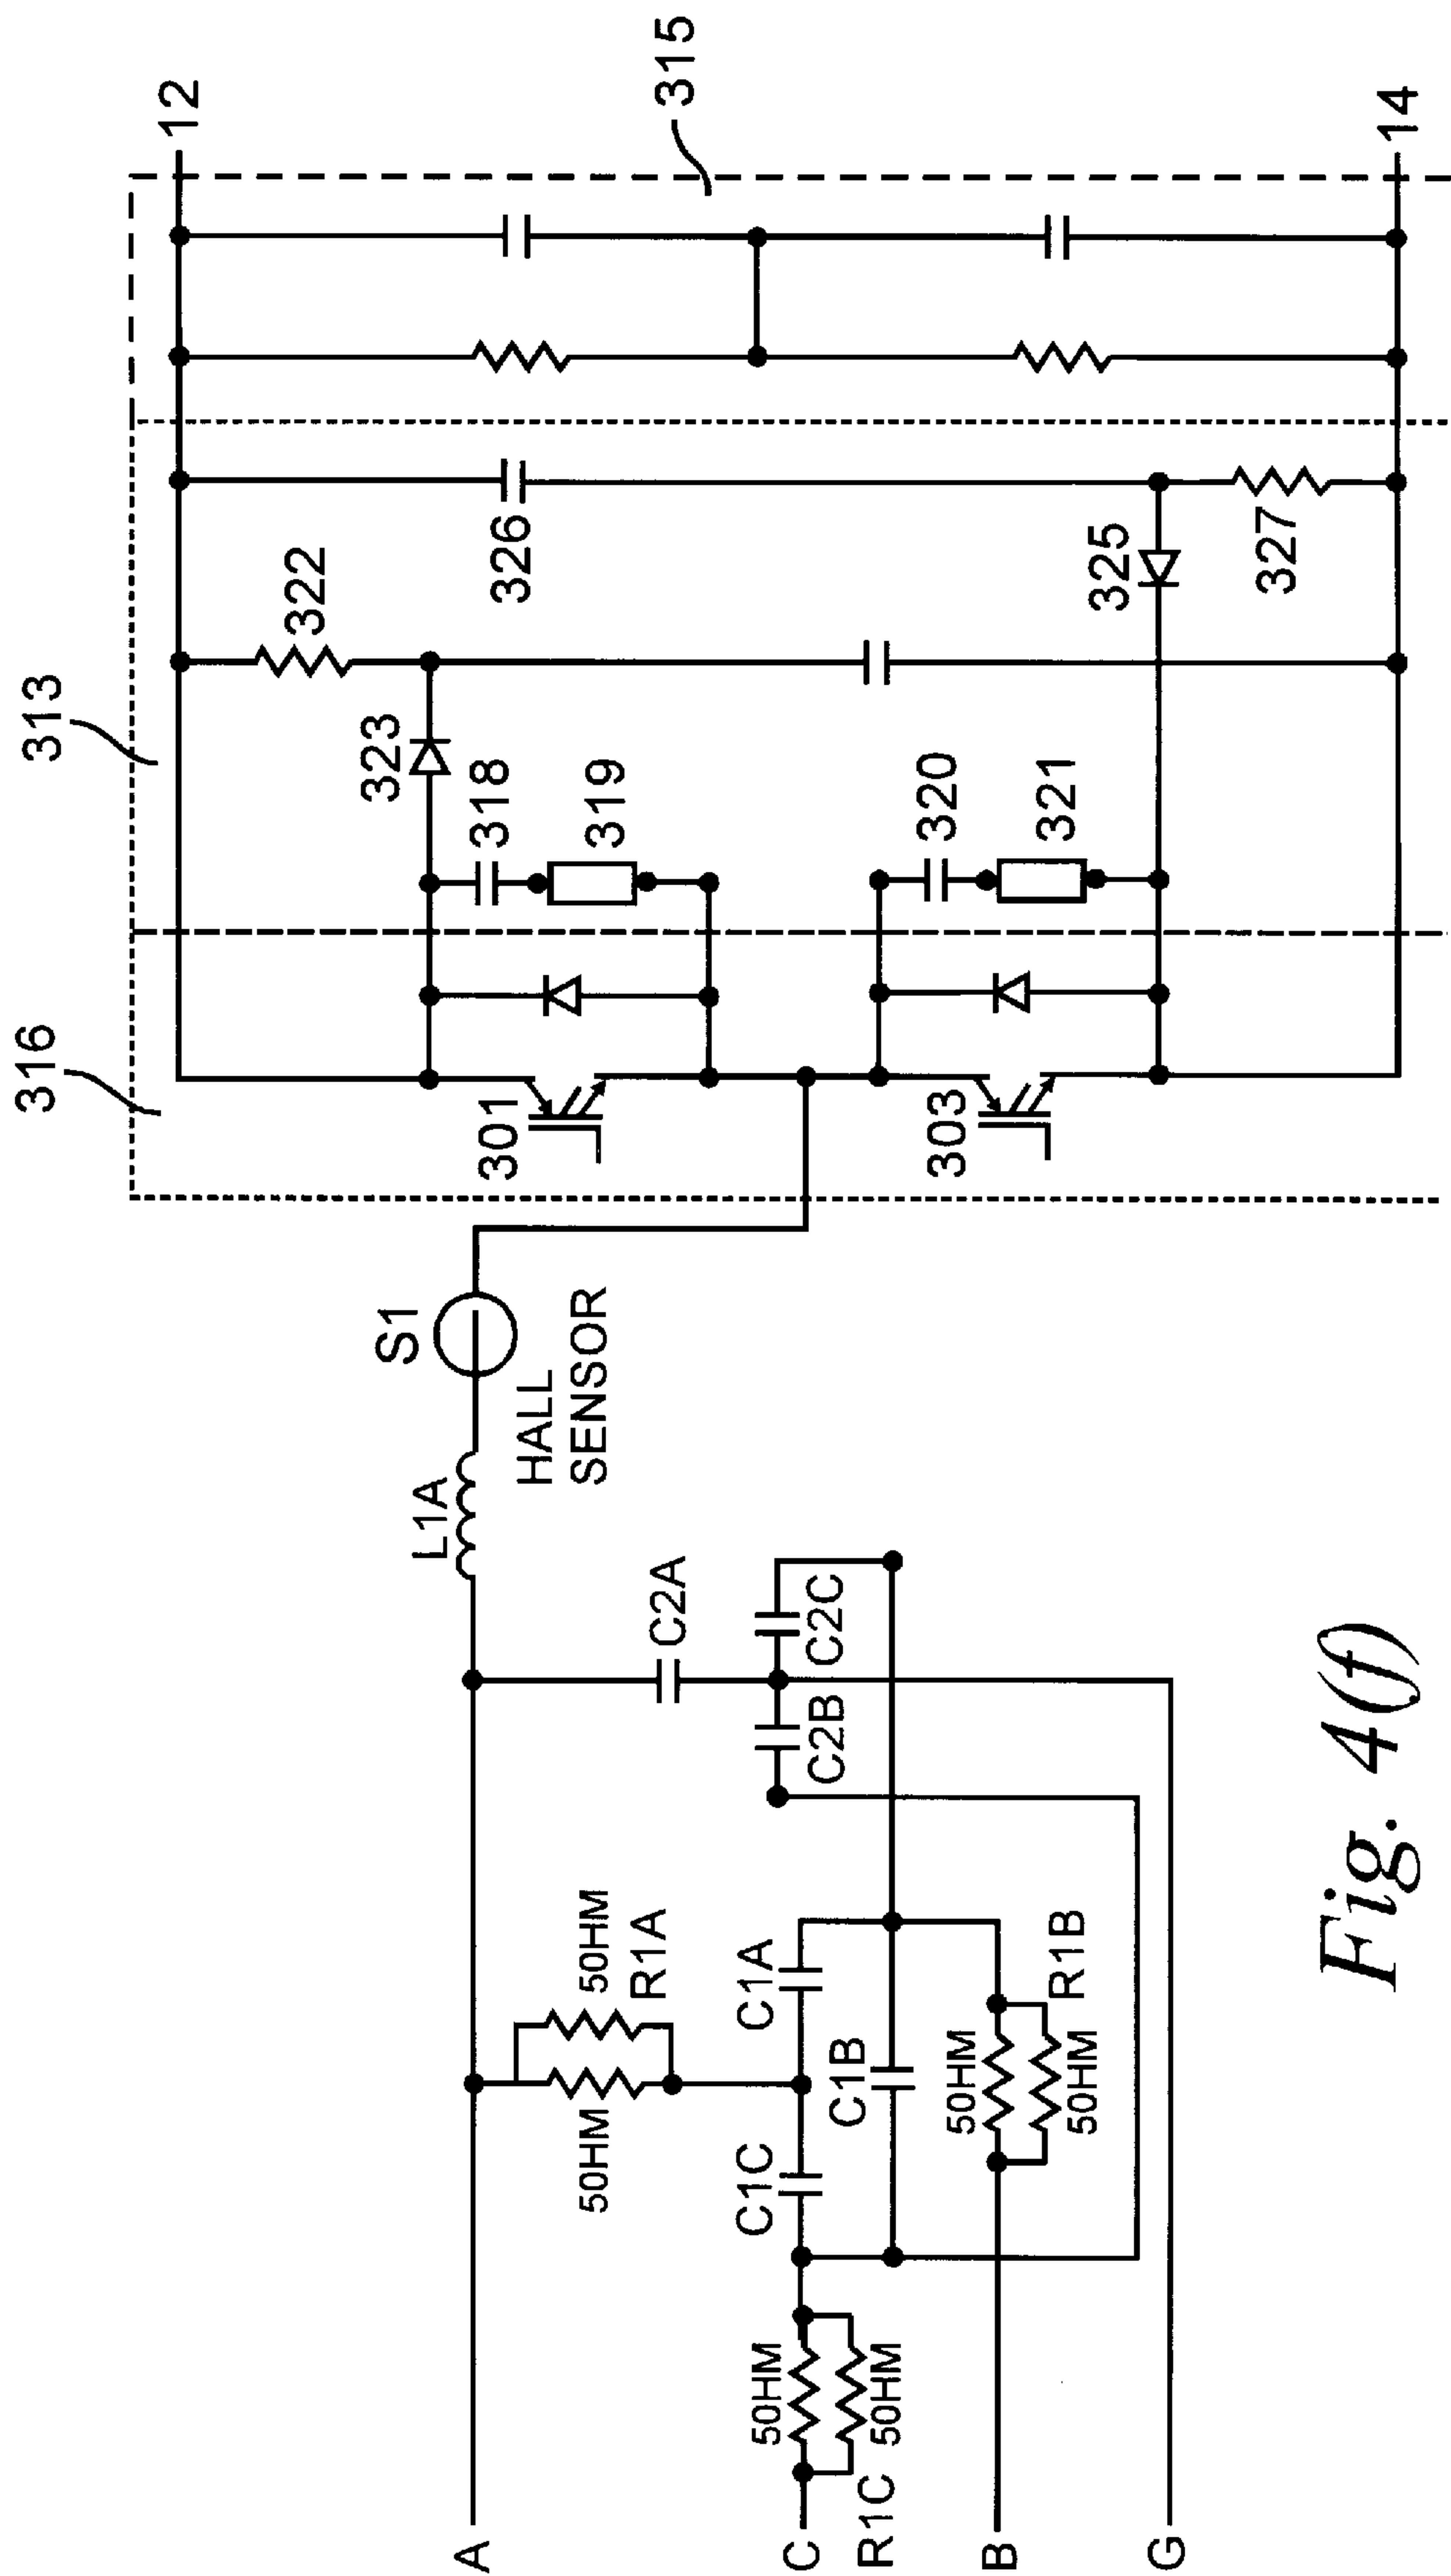 316
313
12
315
322
326
323
318
319
325
327
320
321
301
303
14
S1
HALL
SENSOR
L1A
C2A
C2C
C2B
50HM
R1A
50HM
C1A
C1C
C1B
50HM
R1B
50HM
50HM
50HM
R1C
A
C
B
G
Fig. 4(f)